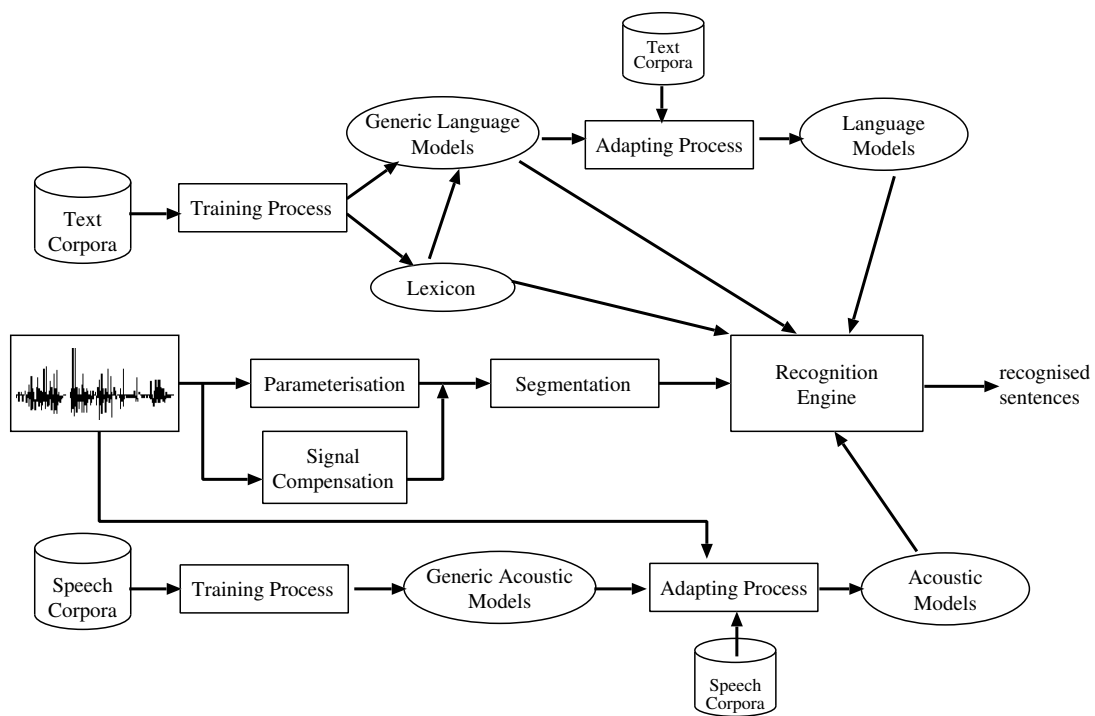 Text
Corpora
Generic Language
Models
Adapting Process
Language
Models
Text
Corpora
Training Process
Lexicon
Parameterisation
Segmentation
Recognition
Engine
recognised
sentences
Signal
Compensation
Speech
Corpora
Training Process
Generic Acoustic
Models
Adapting Process
Acoustic
Models
Speech
Corpora